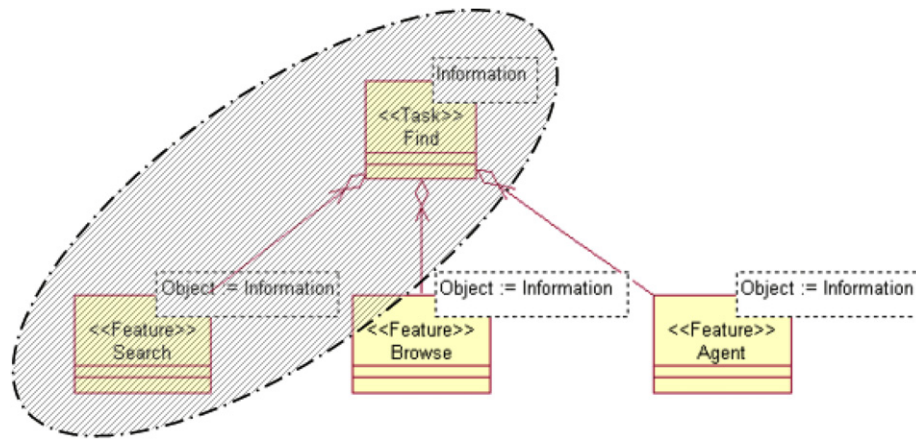 Information
<<Task>>
Find
Object := Information
<<Feature>>
Search
Object := Information
<<Feature>>
Browse
Object := Information
<<Feature>>
Agent